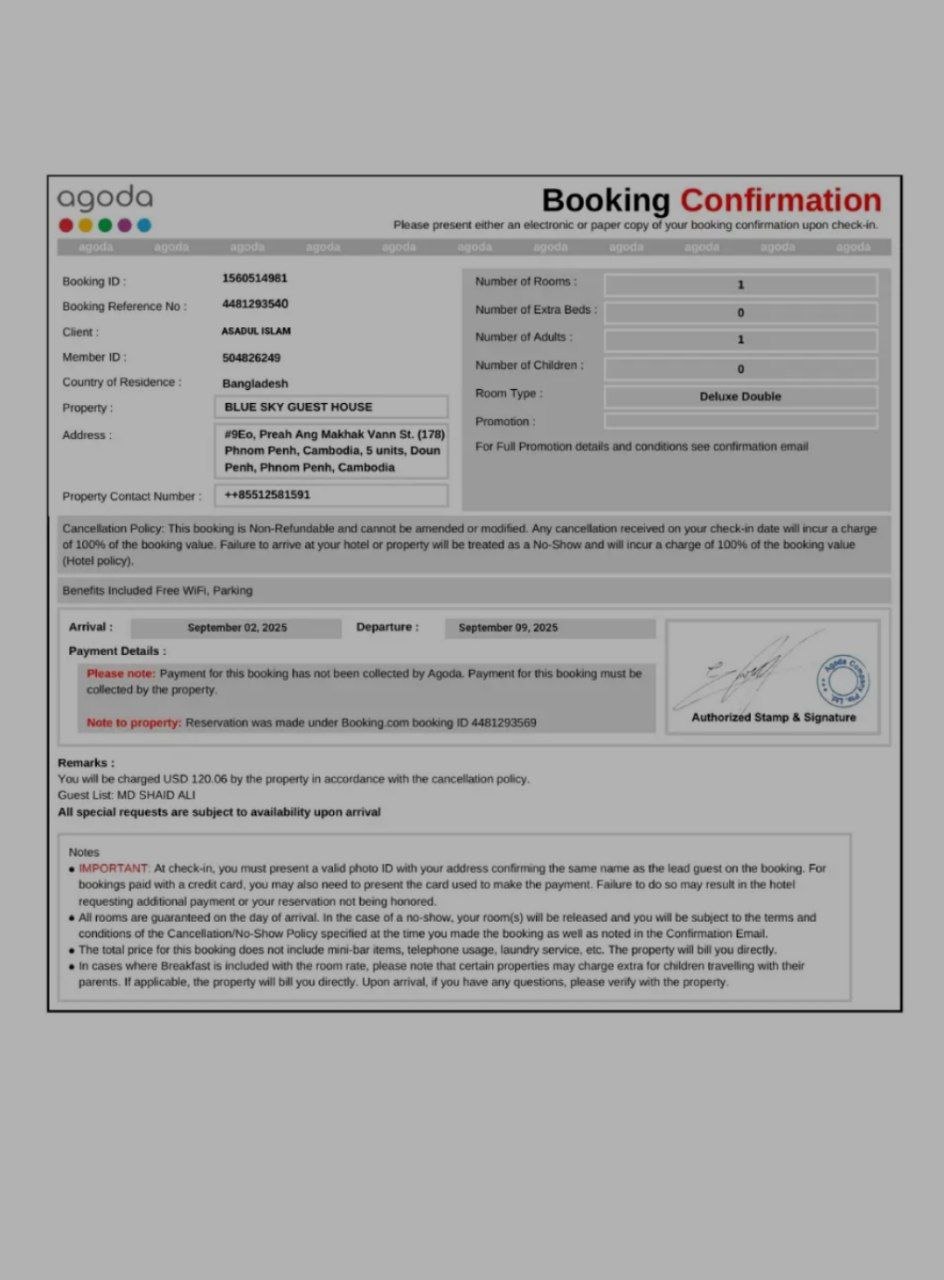 agoda
Booking Confirmation
Please present either an electronic or paper copy of your booking confirmation upon check-in.
agoda agoda agoda agoda agoda agoda agoda agoda agoda agoda agoda
Booking ID : 1560514981
Booking Reference No : 4481293540
Client : ASADUL ISLAM
Member ID : 504826249
Country of Residence : Bangladesh
Property : BLUE SKY GUEST HOUSE
Address : #9Eo, Preah Ang Makhak Vann St. (178)
Phnom Penh, Cambodia, 5 units, Doun
Penh, Phnom Penh, Cambodia
Property Contact Number : ++85512581591
Number of Rooms : 1
Number of Extra Beds : 0
Number of Adults : 1
Number of Children : 0
Room Type : Deluxe Double
Promotion :
For Full Promotion details and conditions see confirmation email
Cancellation Policy: This booking is Non-Refundable and cannot be amended or modified. Any cancellation received on your check-in date will incur a charge
of 100% of the booking value. Failure to arrive at your hotel or property will be treated as a No-Show and will incur a charge of 100% of the booking value
(Hotel policy).
Benefits Included Free WiFi, Parking
Arrival : September 02, 2025 Departure : September 09, 2025
Payment Details :
Please note: Payment for this booking has not been collected by Agoda. Payment for this booking must be
collected by the property.
Note to property: Reservation was made under Booking.com booking ID 4481293569
Agoda Company Pte. Ltd.
Authorized Stamp & Signature
Remarks :
You will be charged USD 120.06 by the property in accordance with the cancellation policy.
Guest List: MD SHAID ALI
All special requests are subject to availability upon arrival
Notes
● IMPORTANT: At check-in, you must present a valid photo ID with your address confirming the same name as the lead guest on the booking. For
bookings paid with a credit card, you may also need to present the card used to make the payment. Failure to do so may result in the hotel
requesting additional payment or your reservation not being honored.
● All rooms are guaranteed on the day of arrival. In the case of a no-show, your room(s) will be released and you will be subject to the terms and
conditions of the Cancellation/No-Show Policy specified at the time you made the booking as well as noted in the Confirmation Email.
● The total price for this booking does not include mini-bar items, telephone usage, laundry service, etc. The property will bill you directly.
● In cases where Breakfast is included with the room rate, please note that certain properties may charge extra for children travelling with their
parents. If applicable, the property will bill you directly. Upon arrival, if you have any questions, please verify with the property.